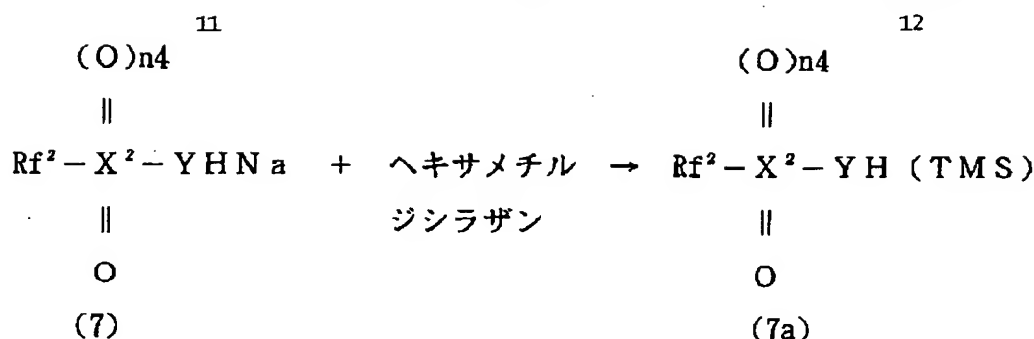 11 12
(O)n4 (O)n4
‖ ‖
Rf²-X²-YHNa + ヘキサメチル → Rf²-X²-YH (TMS)
‖ ジシラザン ‖
O O
(7) (7a)